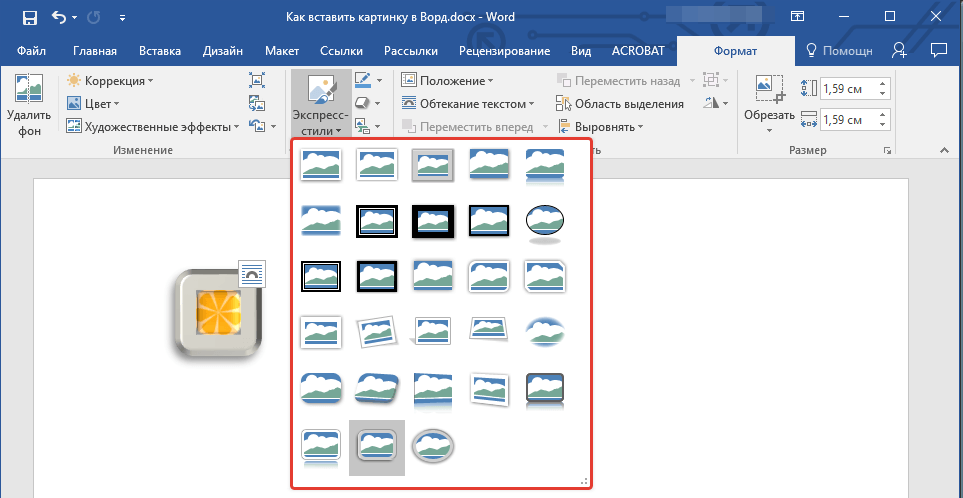 Как вставить картинку в Ворд.docx - Word
Файл Главная Вставка Дизайн Макет Ссылки Рассылки Рецензирование Вид ACROBAT Формат Помощн
Удалить фон
Коррекция
Цвет
Художественные эффекты
Изменение
Экспресс-
стили
Положение
Обтекание текстом
Переместить вперед
Переместить назад
Область выделения
Выровнять
ть
Обрезать
1,59 см
1,59 см
Размер